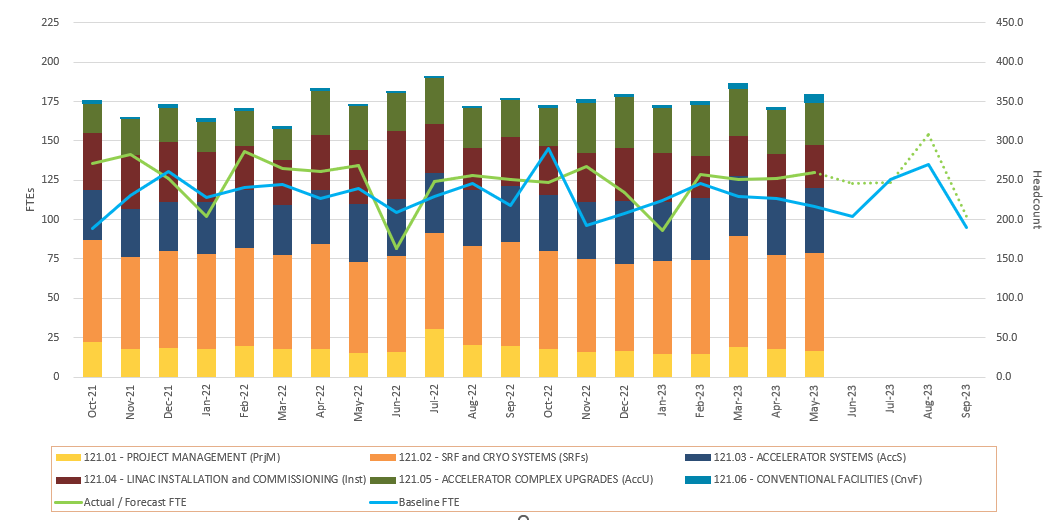 225
200
175
150
125
100
75
50
25
0
FTEs
450.0
400.0
350.0
300.0
250.0
200.0
150.0
100.0
50.0
0.0
Headcount
Oct-21
Nov-21
Dec-21
Jan-22
Feb-22
Mar-22
Apr-22
May-22
Jun-22
Jul-22
Aug-22
Sep-22
Oct-22
Nov-22
Dec-22
Jan-23
Feb-23
Mar-23
Apr-23
May-23
Jun-23
Jul-23
Aug-23
Sep-23
121.01 - PROJECT MANAGEMENT (PrjM)
121.02 - SRF and CRYO SYSTEMS (SRFs)
121.03 - ACCELERATOR SYSTEMS (AccS)
121.04 - LINAC INSTALLATION and COMMISSIONING (Inst)
121.05 - ACCELERATOR COMPLEX UPGRADES (AccU)
121.06 - CONVENTIONAL FACILITIES (CnvF)
Actual / Forecast FTE
Baseline FTE